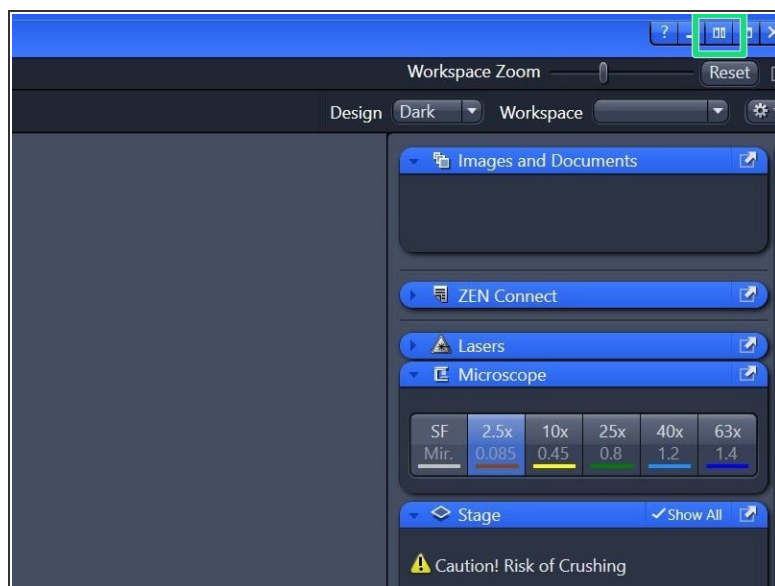 ?
Workspace Zoom Reset
Design Dark Workspace
Images and Documents
ZEN Connect
Lasers
Microscope
SF 2.5x 10x 25x 40x 63x
Mir. 0.085 0.45 0.8 1.2 1.4
Stage Show All
Caution! Risk of Crushing